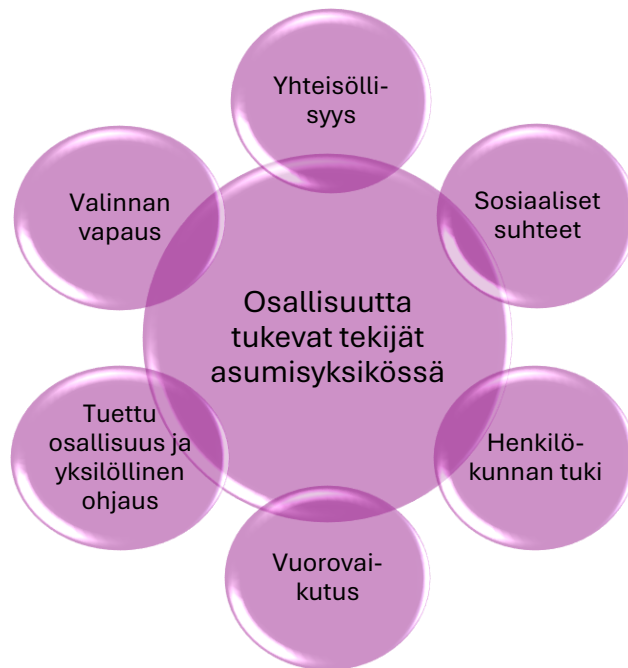 Yhteisölli-
syys
Valinnan
vapaus
Sosiaaliset
suhteet
Osallisuutta
tukevat tekijät
asumisyksikössä
Tuettu
osallisuus ja
yksilöllinen
ohjaus
Henkilö-
kunnan tuki
Vuorovai-
kutus